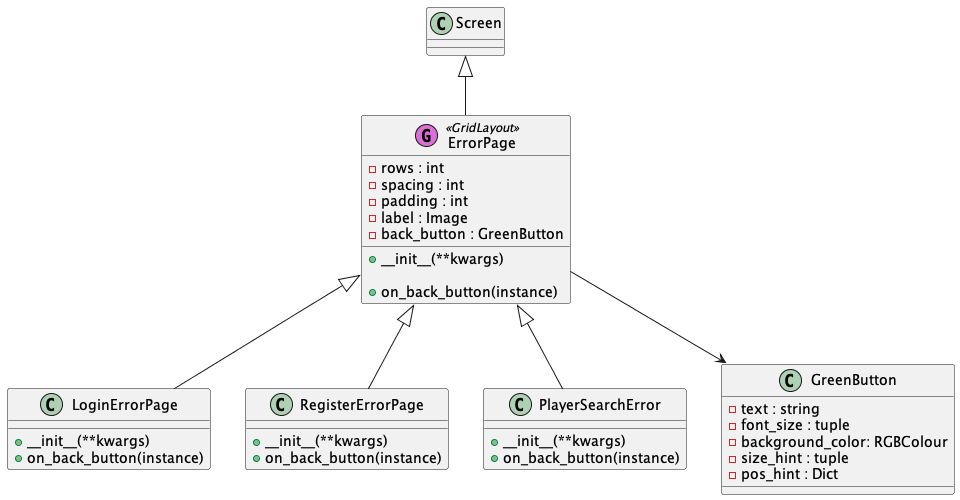 C Screen
G «GridLayout»
ErrorPage
rows : int
spacing : int
padding : int
label : Image
back_button : GreenButton
__init__(**kwargs)
on_back_button(instance)
C LoginErrorPage
__init__(**kwargs)
on_back_button(instance)
C RegisterErrorPage
__init__(**kwargs)
on_back_button(instance)
C PlayerSearchError
__init__(**kwargs)
on_back_button(instance)
C GreenButton
text : string
font_size : tuple
background_color: RGBColour
size_hint : tuple
pos_hint : Dict